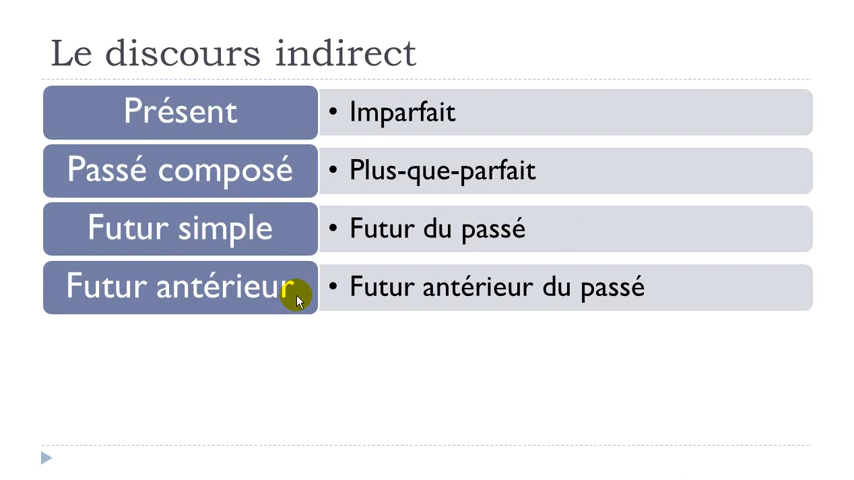 Le discours indirect
Présent
• Imparfait
Passé composé
• Plus-que-parfait
Futur simple
• Futur du passé
Futur antérieur
• Futur antérieur du passé